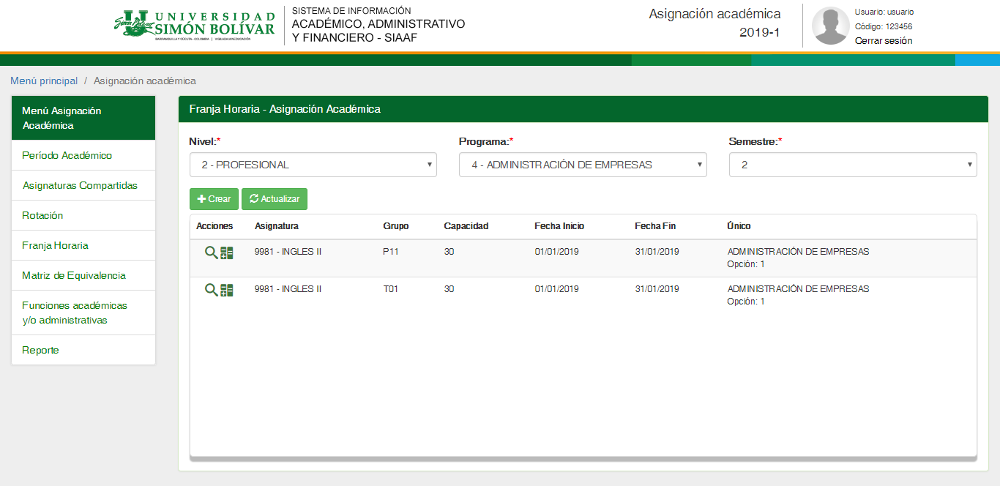 UNIVERSIDAD
SIMÓN BOLÍVAR
BARRANQUILLA Y CÚCUTA - COLOMBIA | VIGILADA MINEDUCACIÓN
SISTEMA DE INFORMACIÓN
ACADÉMICO, ADMINISTRATIVO
Y FINANCIERO - SIAAF
Asignación académica
2019-1
Usuario: usuario
Código: 123456
Cerrar sesión
Menú principal / Asignación académica
Menú Asignación
Académica
Período Académico
Asignaturas Compartidas
Rotación
Franja Horaria
Matriz de Equivalencia
Funciones académicas
y/o administrativas
Reporte
Franja Horaria - Asignación Académica
Nivel:* Programa:* Semestre:*
2 - PROFESIONAL 4 - ADMINISTRACIÓN DE EMPRESAS 2
Crear Actualizar
Acciones Asignatura Grupo Capacidad Fecha Inicio Fecha Fin Único
9981 - INGLES II P11 30 01/01/2019 31/01/2019 ADMINISTRACIÓN DE EMPRESAS
Opción: 1
9981 - INGLES II T01 30 01/01/2019 31/01/2019 ADMINISTRACIÓN DE EMPRESAS
Opción: 1